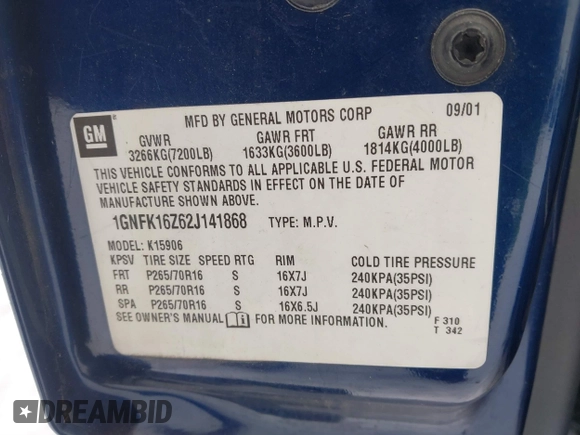 MFD BY GENERAL MOTORS CORP 09/01
GM
GVWR GAWR FRT GAWR RR
3266KG(7200LB) 1633KG(3600LB) 1814KG(4000LB)
THIS VEHICLE CONFORMS TO ALL APPLICABLE U.S. FEDERAL MOTOR
VEHICLE SAFETY STANDARDS IN EFFECT ON THE DATE OF
MANUFACTURE SHOWN ABOVE.
1GNFK16Z62J141868 TYPE: M.P.V.
MODEL: K15906
KPSV TIRE SIZE SPEED RTG RIM COLD TIRE PRESSURE
FRT P265/70R16 S 16X7J 240KPA(35PSI)
RR P265/70R16 S 16X7J 240KPA(35PSI)
SPA P265/70R16 S 16X6.5J 240KPA(35PSI)
SEE OWNER'S MANUAL FOR MORE INFORMATION. F 310
T 342
DREAMBID